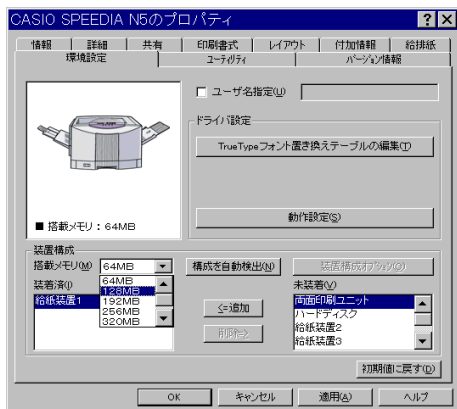 CASIO SPEEDIA N5のプロパティ
情報 詳細 共有 印刷書式 レイアウト 付加情報 給排紙
環境設定 ユーティリティ バージョン情報
ユーザ名指定(U)
ドライバ設定
TrueTypeフォント置き換えテーブルの編集(T)
動作設定(S)
■ 搭載メモリ：64MB
装置構成
搭載メモリ(M) 64MB 構成を自動検出(N) 装置構成オプション(O)
64MB
128MB
192MB
256MB
320MB
装着済(I)
給紙装置1
<=追加
削除=>
未装着(V)
両面印刷ユニット
ハードディスク
給紙装置2
給紙装置3
初期値に戻す(D)
OK キャンセル 適用(A) ヘルプ